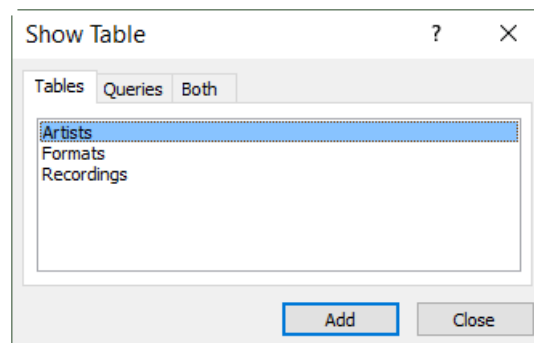 Show Table ? ×
Tables Queries Both
Artists
Formats
Recordings
Add Close